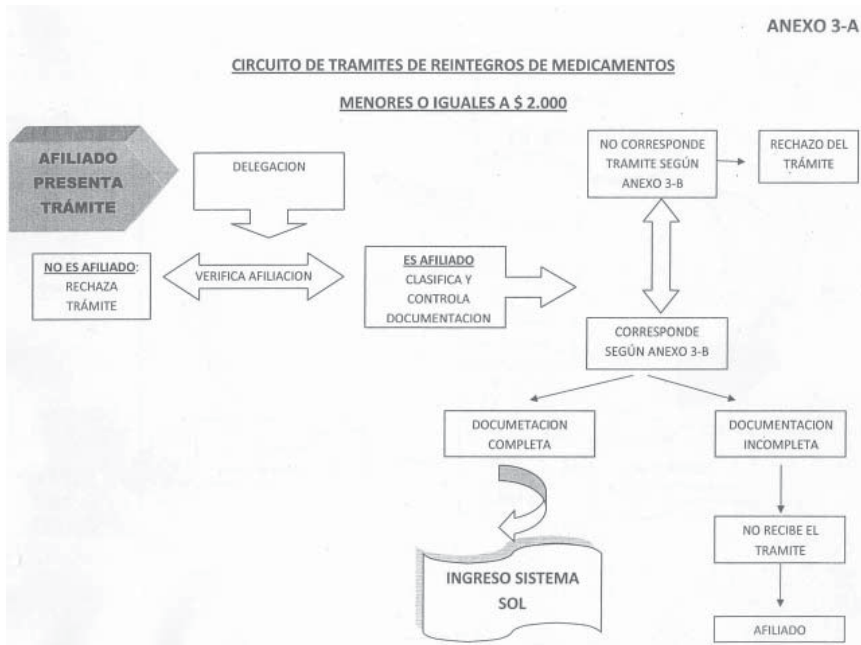 ANEXO 3-A
CIRCUITO DE TRAMITES DE REINTEGROS DE MEDICAMENTOS
MENORES O IGUALES A $ 2.000
AFILIADO
PRESENTA
TRÁMITE
DELEGACION
NO CORRESPONDE
TRAMITE SEGÚN
ANEXO 3-B
RECHAZO DEL
TRÁMITE
NO ES AFILIADO:
RECHAZA
TRÁMITE
VERIFICA AFILIACION
ES AFILIADO
CLASIFICA Y
CONTROLA
DOCUMENTACION
CORRESPONDE
SEGÚN ANEXO 3-B
DOCUMETACION
COMPLETA
DOCUMENTACION
INCOMPLETA
NO RECIBE EL
TRAMITE
INGRESO SISTEMA
SOL
AFILIADO